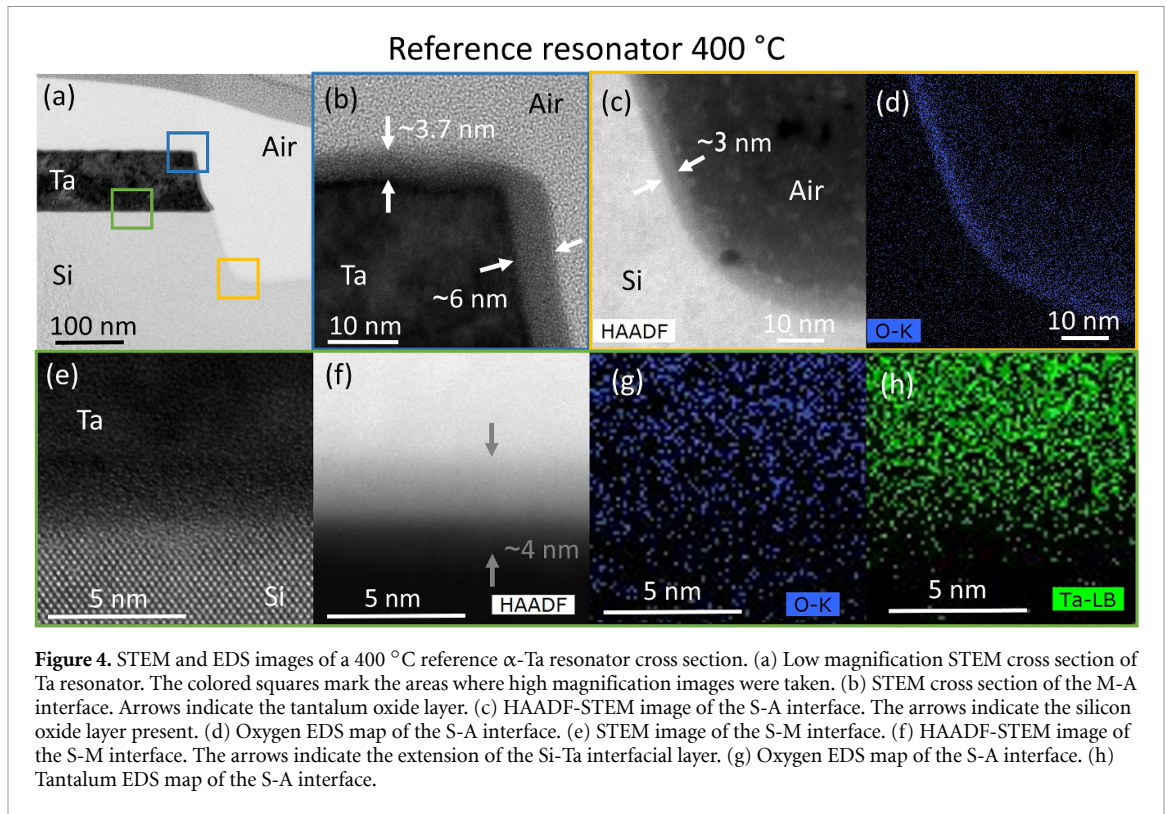 Reference resonator 400 °C
(a)
Air
Ta
Si
100 nm
(b)
Air
~3.7 nm
Ta
~6 nm
10 nm
(c)
~3 nm
Air
Si
HAADF
10 nm
(d)
O-K
10 nm
(e)
Ta
5 nm
Si
(f)
~4 nm
5 nm
HAADF
(g)
5 nm
O-K
(h)
5 nm
Ta-LB
Figure 4. STEM and EDS images of a 400 °C reference α-Ta resonator cross section. (a) Low magnification STEM cross section of
Ta resonator. The colored squares mark the areas where high magnification images were taken. (b) STEM cross section of the M-A
interface. Arrows indicate the tantalum oxide layer. (c) HAADF-STEM image of the S-A interface. The arrows indicate the silicon
oxide layer present. (d) Oxygen EDS map of the S-A interface. (e) STEM image of the S-M interface. (f) HAADF-STEM image of
the S-M interface. The arrows indicate the extension of the Si-Ta interfacial layer. (g) Oxygen EDS map of the S-A interface. (h)
Tantalum EDS map of the S-A interface.